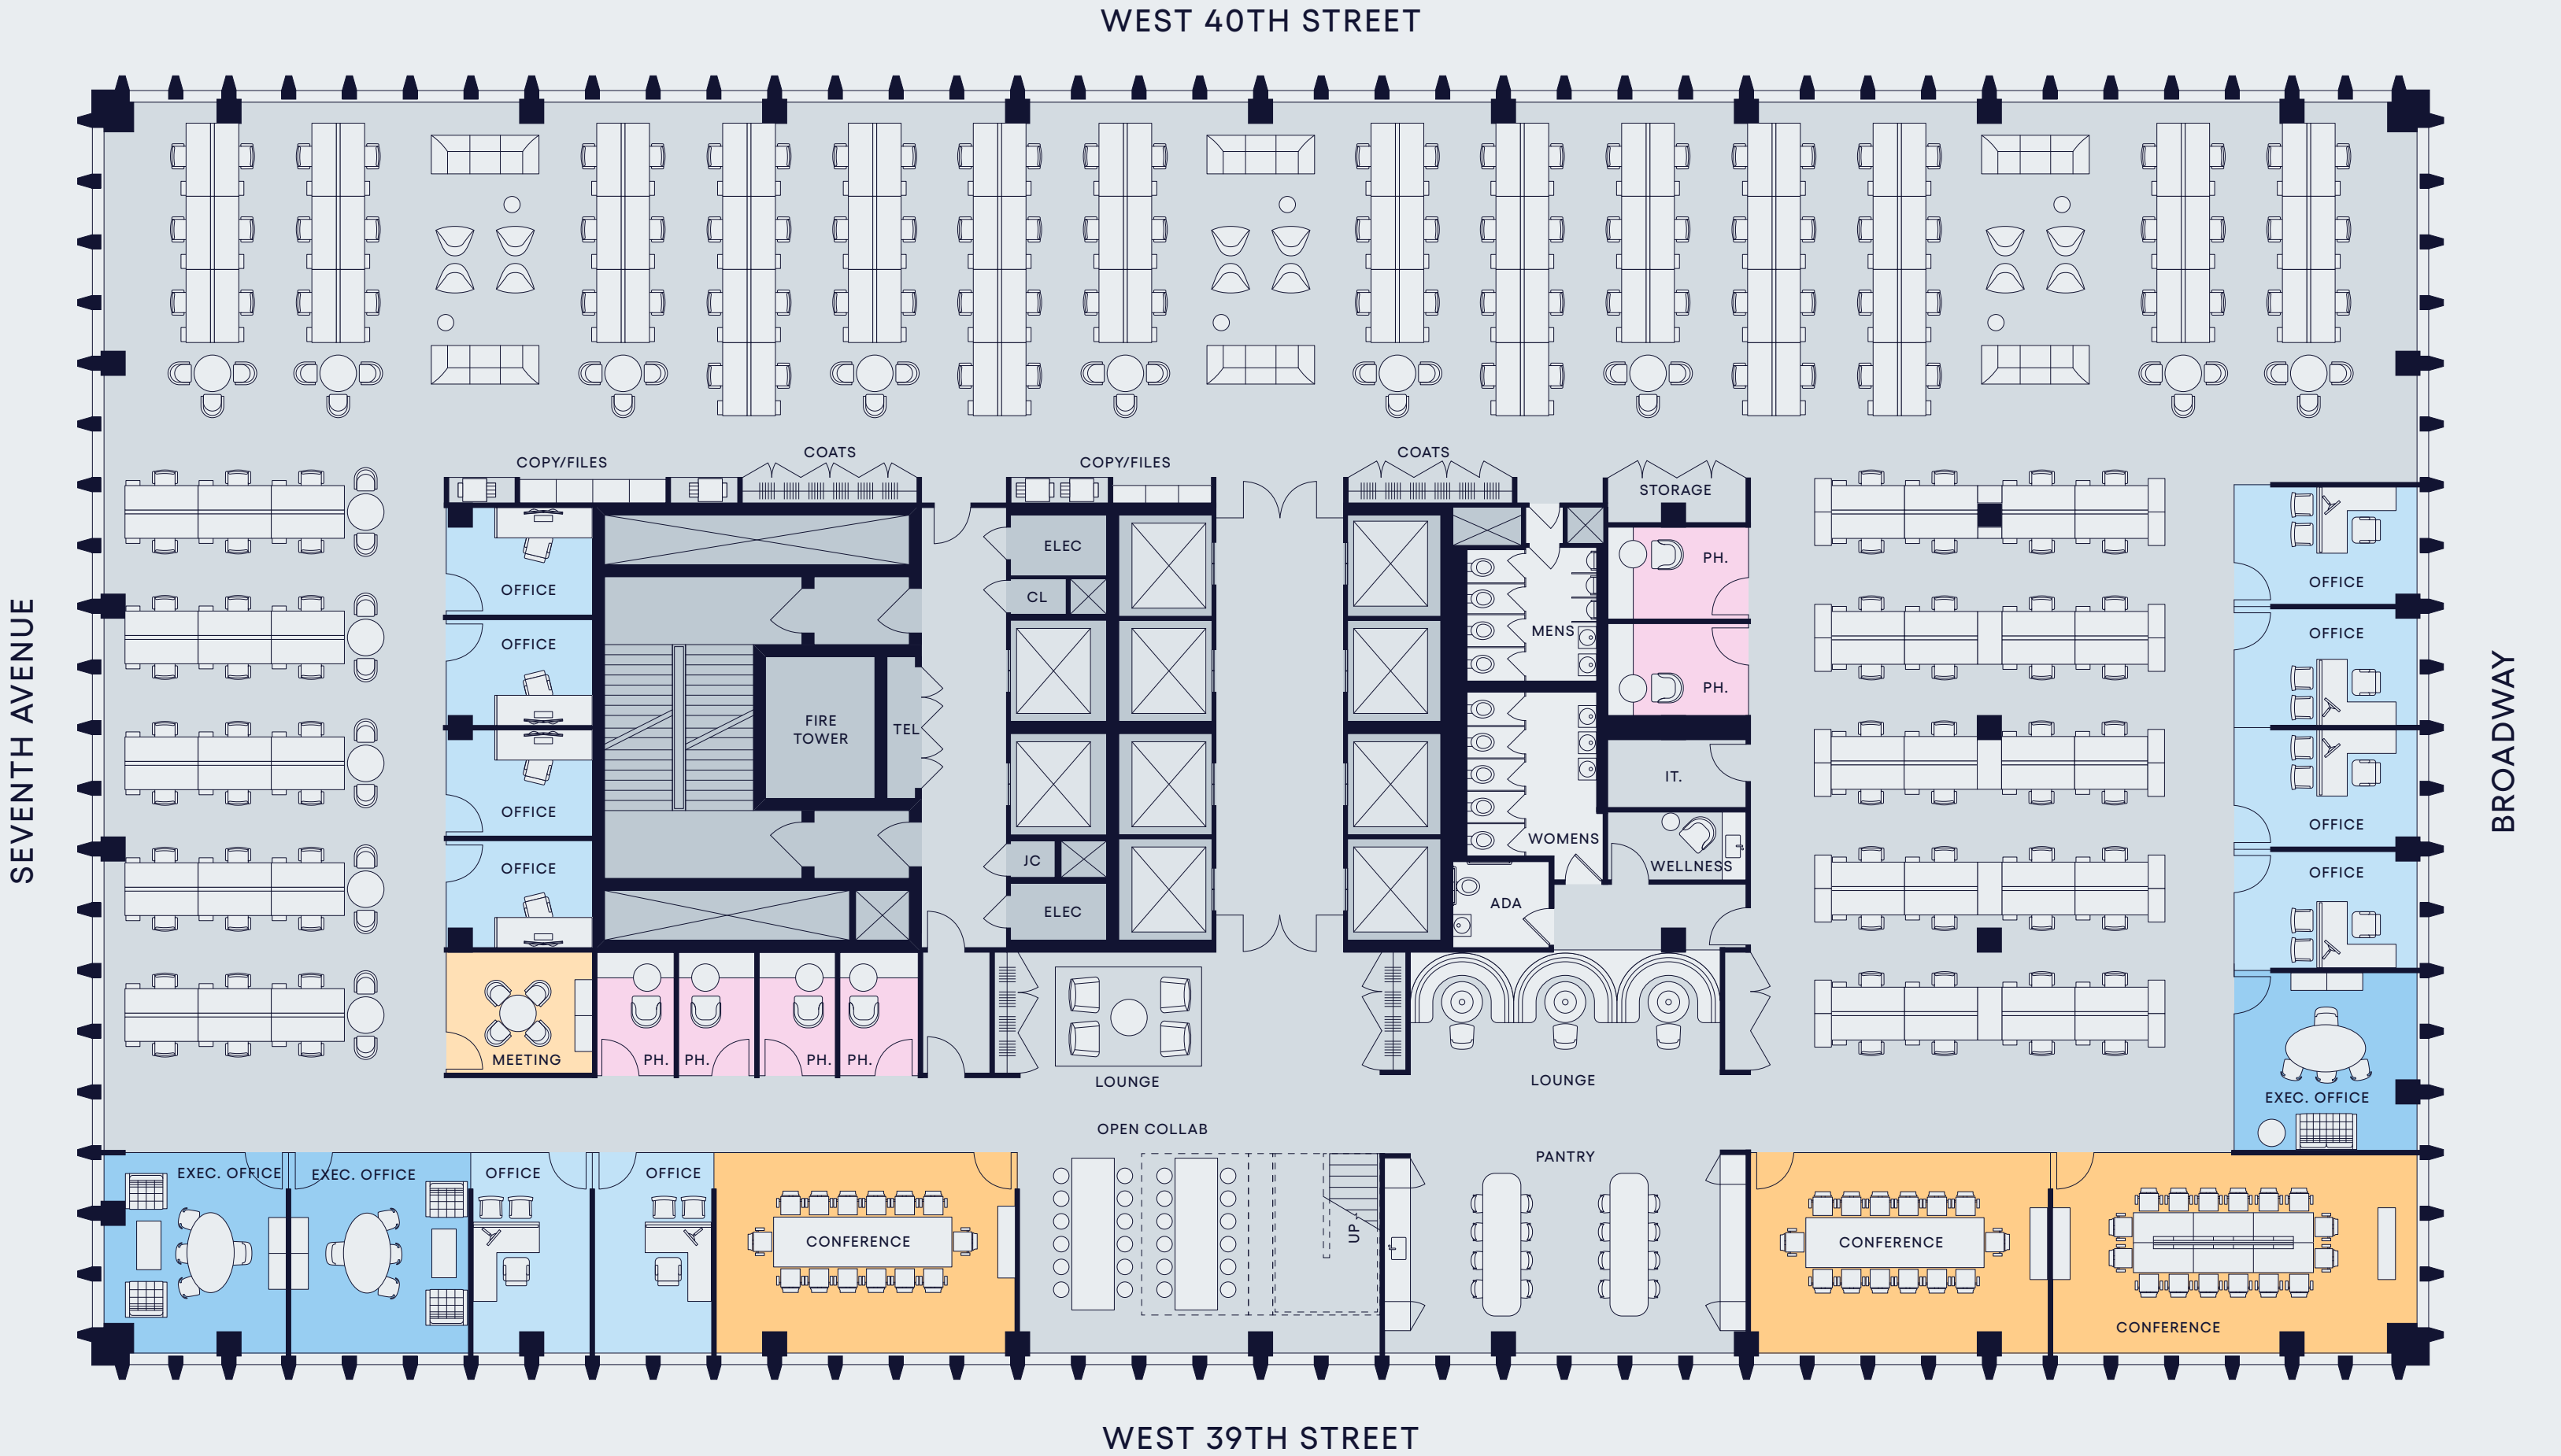 WEST 40TH STREET
COATS
COATS
COPY/FILES
COPY/FILES
STORAGE
ELEC
PH.
OFFICE
OFFICE
CL
MENS
OFFICE
OFFICE
PH.
FIRE
TOWER
TEL
IT.
SEVENTH AVENUE
BROADWAY
OFFICE
OFFICE
WOMENS
JC
WELLNESS
OFFICE
OFFICE
ADA
ELEC
MEETING
PH.
PH.
PH.
PH.
LOUNGE
LOUNGE
EXEC. OFFICE
OPEN COLLAB
PANTRY
EXEC. OFFICE
EXEC. OFFICE
OFFICE
OFFICE
UP
CONFERENCE
CONFERENCE
CONFERENCE
WEST 39TH STREET